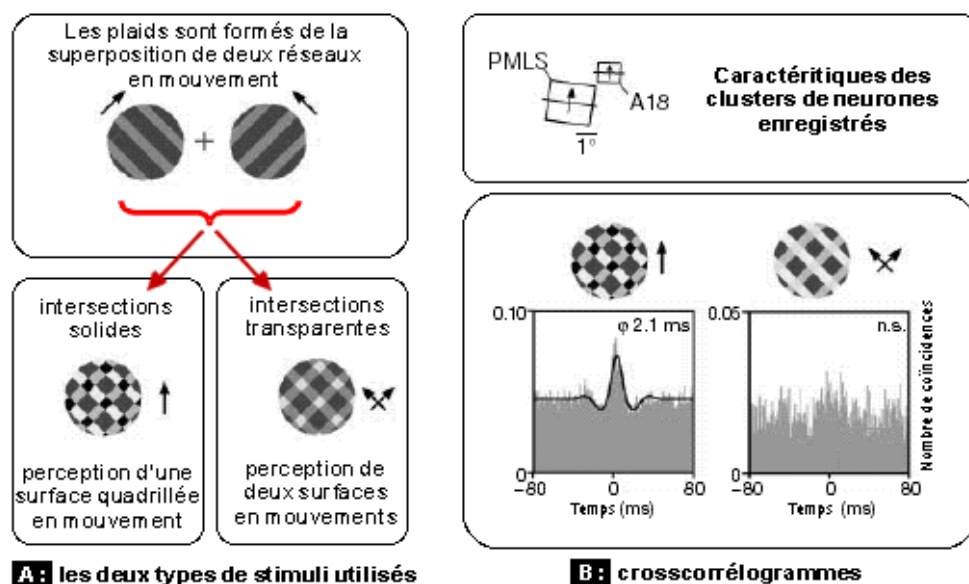 Les plaids sont formés de la
superposition de deux réseaux
en mouvement
+
intersections
solides
perception d'une
surface quadrillée
en mouvement
intersections
transparentes
perception de
deux surfaces
en mouvements
A : les deux types de stimuli utilisés
PMLS
A18
1°
Caractéritiques des
clusters de neurones
enregistrés
0.10
φ 2.1 ms
0
-80
0
80
Temps (ms)
0.05
n.s.
0
-80
0
80
Temps (ms)
Nombre de coïncidences
B : crosscorrélogrammes